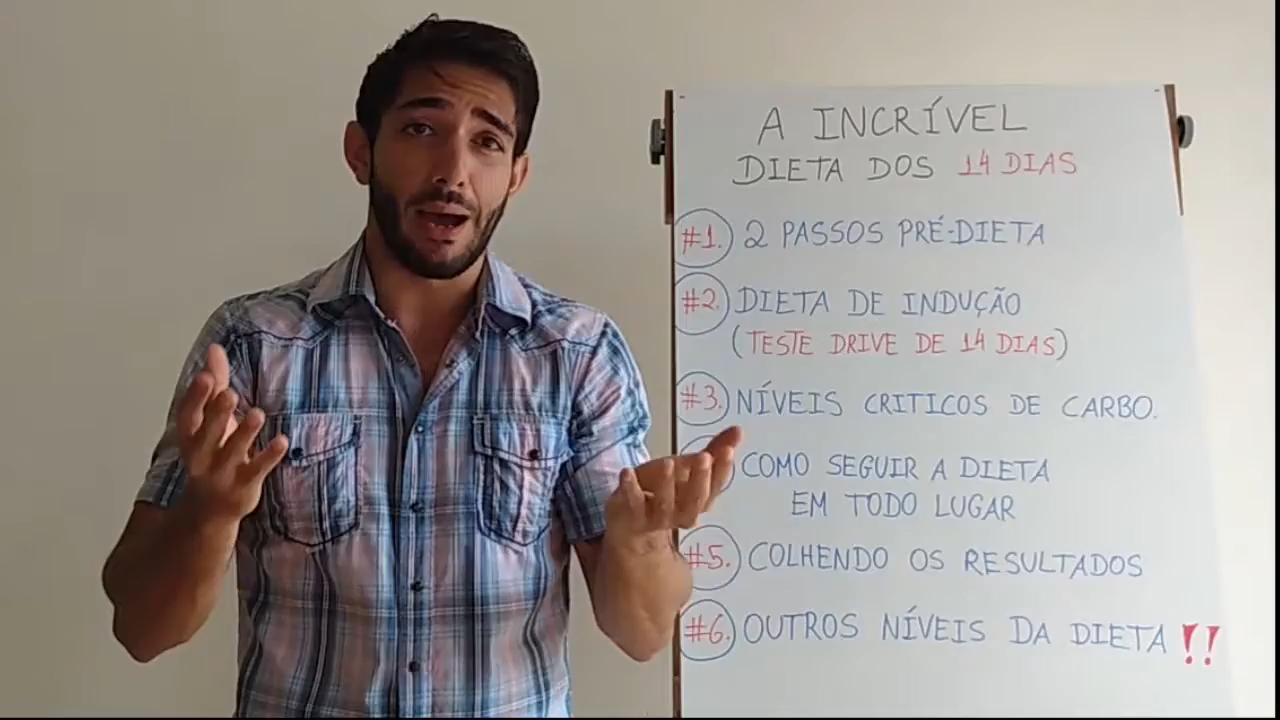 A INCRÍVEL
DIETA DOS 14 DIAS
#1. 2 PASSOS PRÉ-DIETA
#2. DIETA DE INDUÇÃO
(TESTE DRIVE DE 14 DIAS)
#3. NÍVEIS CRITICOS DE CARBO.
COMO SEGUIR A DIETA
EM TODO LUGAR
#5. COLHENDO OS RESULTADOS
#6. OUTROS NÍVEIS DA DIETA !!